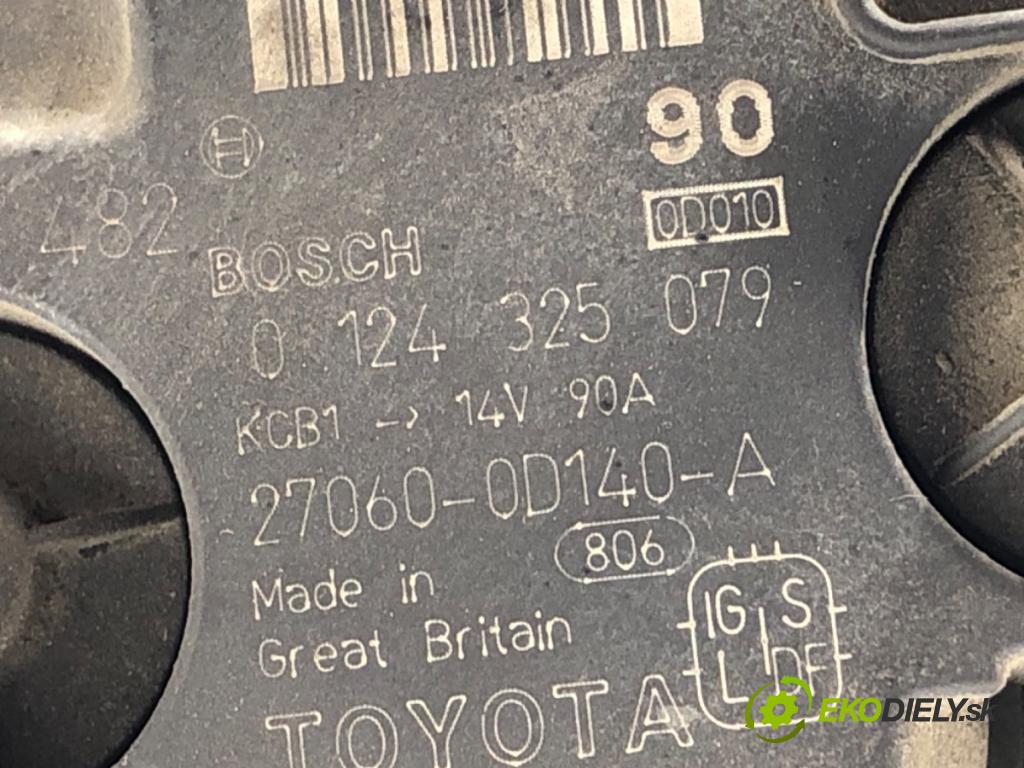 90
0D010
482
BOSCH
0 124 325 079
KCB1 -> 14V 90A
27060-0D140-A
806
Made in
Great Britain
IG S
L DF
TOYOTA
EKODIELY.sk